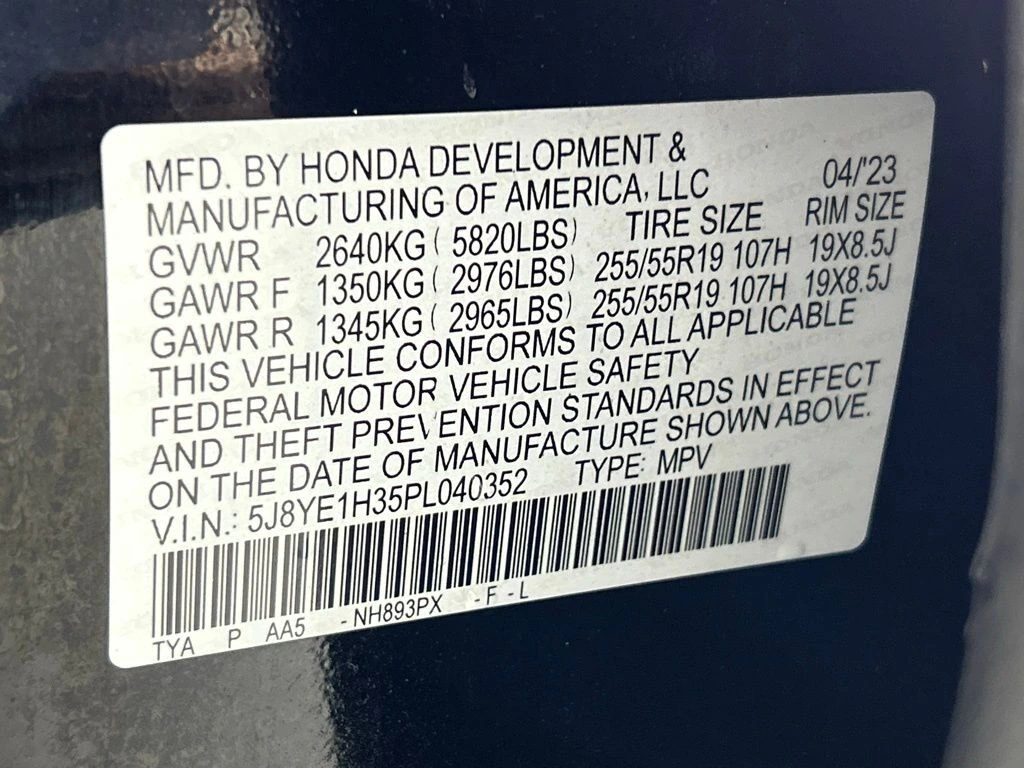 MFD. BY HONDA DEVELOPMENT &
MANUFACTURING OF AMERICA, LLC 04/'23
GVWR 2640KG ( 5820LBS) TIRE SIZE RIM SIZE
GAWR F 1350KG ( 2976LBS) 255/55R19 107H 19X8.5J
GAWR R 1345KG ( 2965LBS) 255/55R19 107H 19X8.5J
THIS VEHICLE CONFORMS TO ALL APPLICABLE
FEDERAL MOTOR VEHICLE SAFETY
AND THEFT PREVENTION STANDARDS IN EFFECT
ON THE DATE OF MANUFACTURE SHOWN ABOVE.
V.I.N.: 5J8YE1H35PL040352 TYPE: MPV
TYA P AA5 -NH893PX -F -L